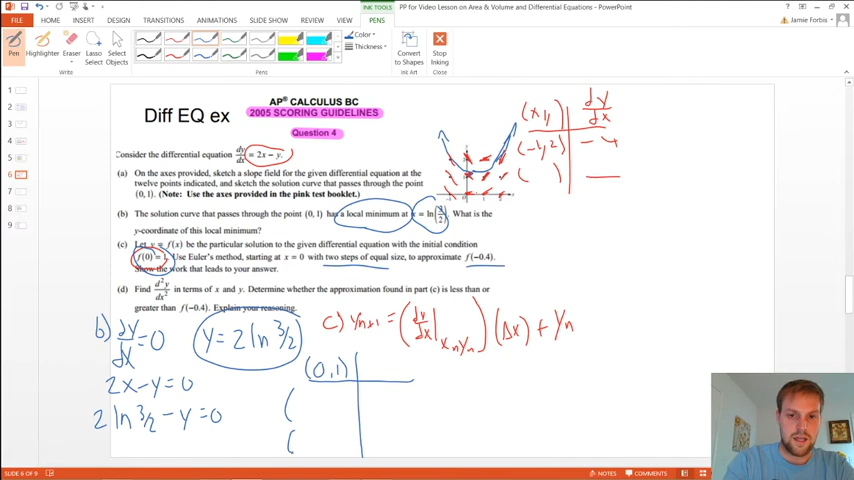 INK TOOLS
PP for Video Lesson on Area & Volume and Differential Equations - PowerPoint
FILE HOME INSERT DESIGN TRANSITIONS ANIMATIONS SLIDE SHOW REVIEW VIEW PENS
Jamie Forbis
Pen Highlighter Eraser Lasso Select Select Objects
Color
Thickness
Convert to Shapes
Stop Inking
Write Pens Ink Art Close
1
2
3
4
5
6
7
8
9
Diff EQ ex
AP® CALCULUS BC
2005 SCORING GUIDELINES
Question 4
(x,y) dy/dx
(-1,2) -4
( )
Consider the differential equation dy/dx = 2x − y.
(a) On the axes provided, sketch a slope field for the given differential equation at the
twelve points indicated, and sketch the solution curve that passes through the point
(0, 1). (Note: Use the axes provided in the pink test booklet.)
(b) The solution curve that passes through the point (0, 1) has a local minimum at x = ln(3/2). What is the
y-coordinate of this local minimum?
(c) Let y = f(x) be the particular solution to the given differential equation with the initial condition
f(0) = 1. Use Euler's method, starting at x = 0 with two steps of equal size, to approximate f(−0.4).
Show the work that leads to your answer.
(d) Find d²y/dx² in terms of x and y. Determine whether the approximation found in part (c) is less than or
greater than f(−0.4). Explain your reasoning.
b) dy/dx = 0
2x-y=0
2 ln 3/2 - y = 0
y = 2 ln 3/2
c) yn+1 = (dy/dx|xn yn)(Δx) + yn
(0,1)
(
(
SLIDE 6 OF 9
NOTES COMMENTS